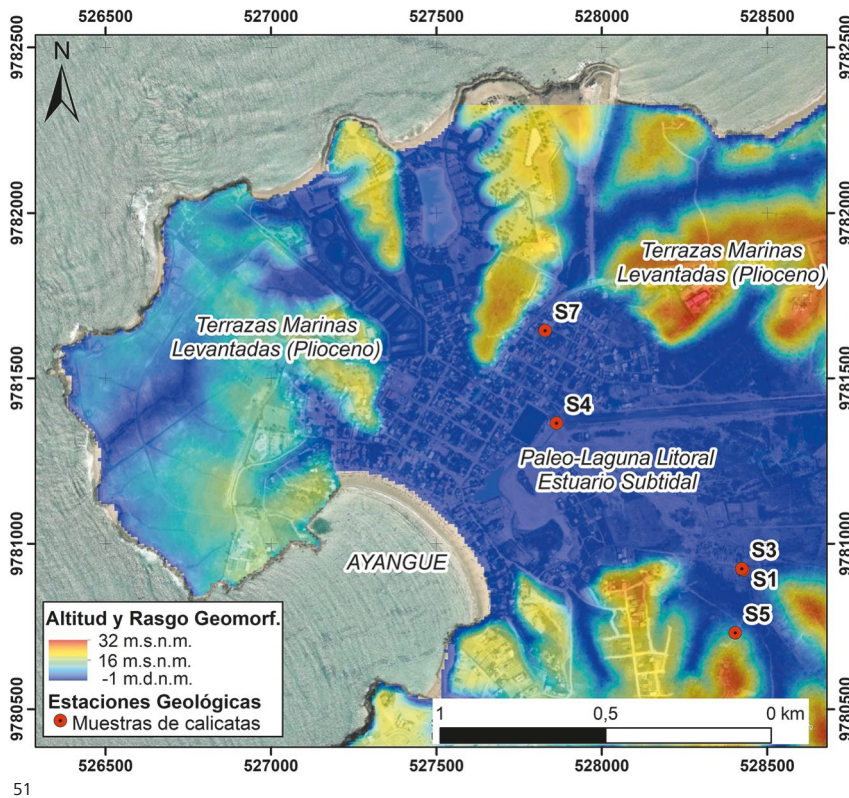 526500 527000 527500 528000 528500
9782500 9782500
N
9782000 9782000
Terrazas Marinas
Levantadas (Plioceno)
S7
Terrazas Marinas
Levantadas (Plioceno)
9781500 9781500
S4
Paleo-Laguna Litoral
Estuario Subtidal
9781000 9781000
AYANGUE
S3
S1
S5
Altitud y Rasgo Geomorf.
32 m.s.n.m.
16 m.s.n.m.
-1 m.d.n.m.
Estaciones Geológicas
Muestras de calicatas
9780500 9780500
1 0,5 0 km
526500 527000 527500 528000 528500
51